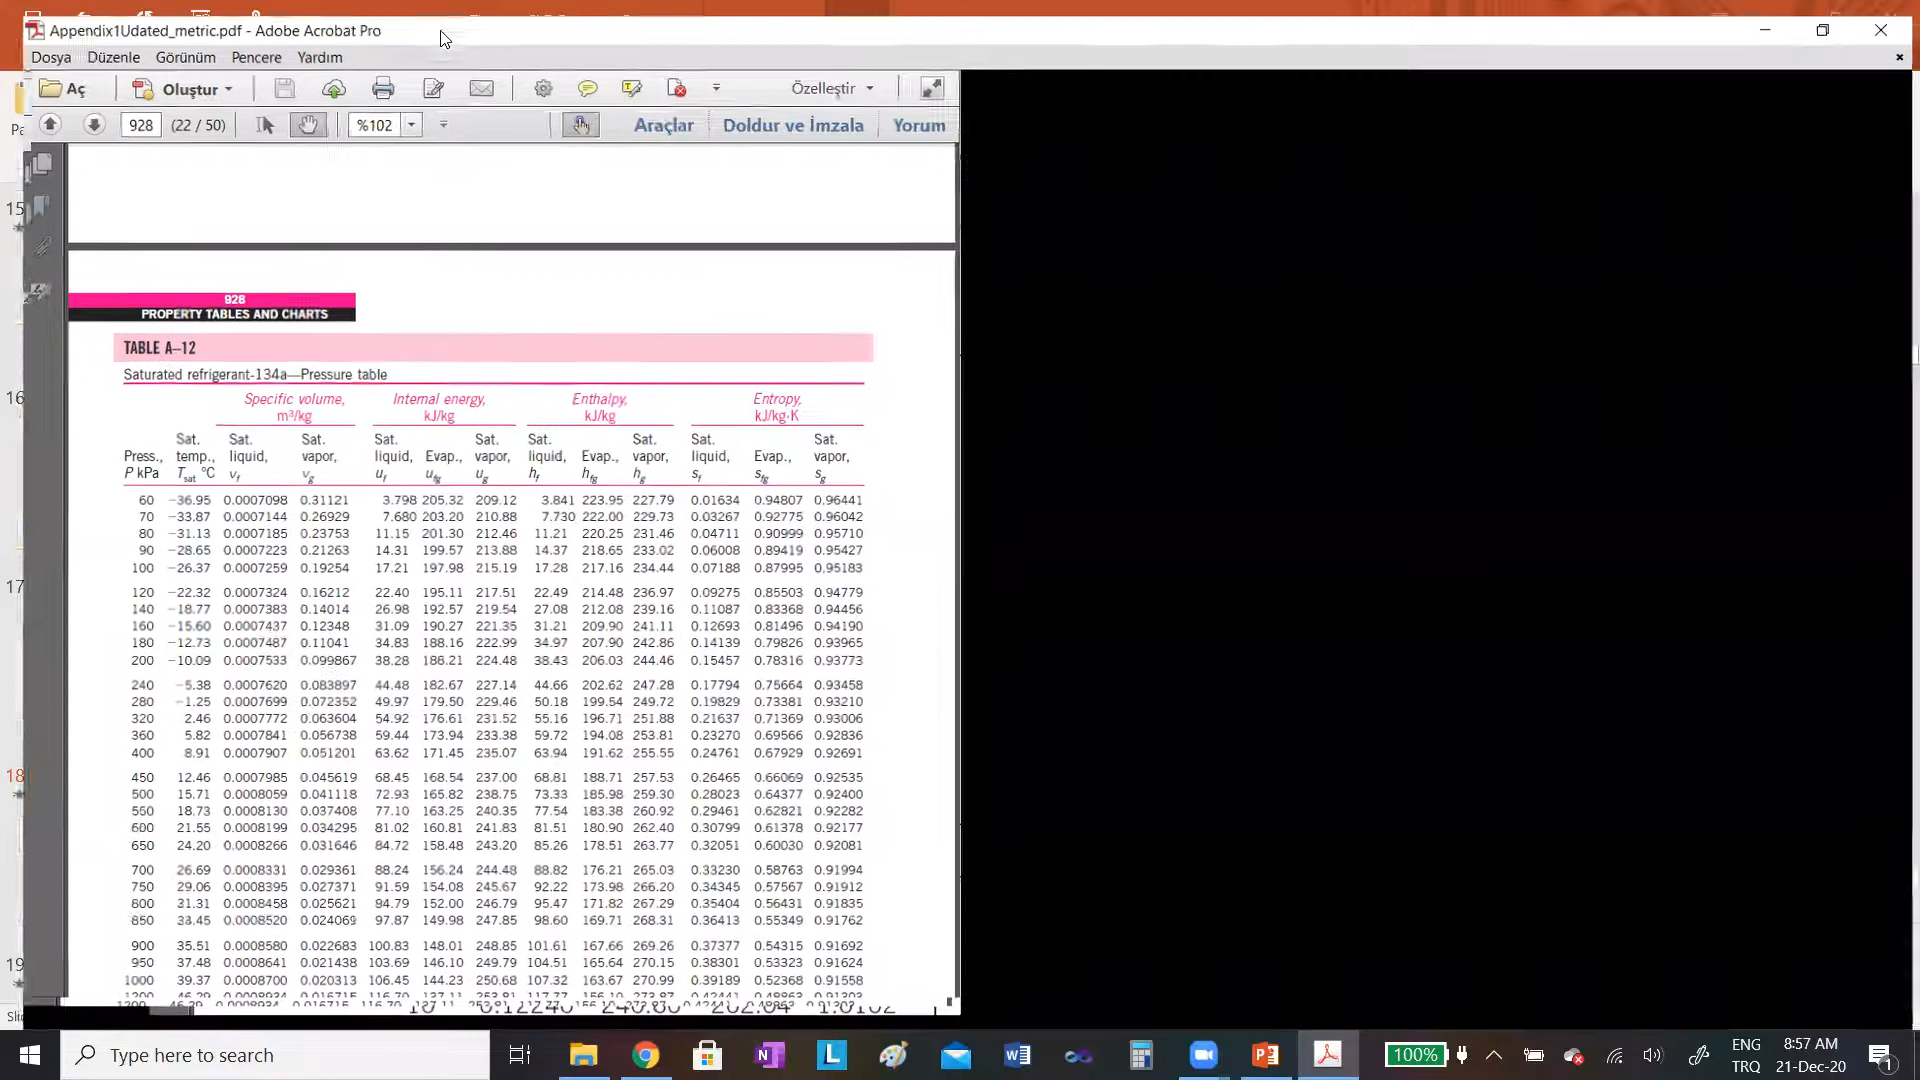 Appendix1Udated_metric.pdf - Adobe Acrobat Pro
Dosya Düzenle Görünüm Pencere Yardım
Aç Oluştur Özelleştir
928 (22 / 50) %102 Araçlar Doldur ve İmzala Yorum
15
16
17
18
19
928
PROPERTY TABLES AND CHARTS
TABLE A–12
Saturated refrigerant-134a—Pressure table
Specific volume, Internal energy, Enthalpy, Entropy,
m³/kg kJ/kg kJ/kg kJ/kg·K
Sat. Sat. Sat. Sat. Sat. Sat. Sat. Sat. Sat.
Press., temp., liquid, vapor, liquid, Evap., vapor, liquid, Evap., vapor, liquid, Evap., vapor,
P kPa Tsat °C vf vg uf ufg ug hf hfg hg sf sfg sg
60 −36.95 0.0007098 0.31121 3.798 205.32 209.12 3.841 223.95 227.79 0.01634 0.94807 0.96441
70 −33.87 0.0007144 0.26929 7.680 203.20 210.88 7.730 222.00 229.73 0.03267 0.92775 0.96042
80 −31.13 0.0007185 0.23753 11.15 201.30 212.46 11.21 220.25 231.46 0.04711 0.90999 0.95710
90 −28.65 0.0007223 0.21263 14.31 199.57 213.88 14.37 218.65 233.02 0.06008 0.89419 0.95427
100 −26.37 0.0007259 0.19254 17.21 197.98 215.19 17.28 217.16 234.44 0.07188 0.87995 0.95183
120 −22.32 0.0007324 0.16212 22.40 195.11 217.51 22.49 214.48 236.97 0.09275 0.85503 0.94779
140 −18.77 0.0007383 0.14014 26.98 192.57 219.54 27.08 212.08 239.16 0.11087 0.83368 0.94456
160 −15.60 0.0007437 0.12348 31.09 190.27 221.35 31.21 209.90 241.11 0.12693 0.81496 0.94190
180 −12.73 0.0007487 0.11041 34.83 188.16 222.99 34.97 207.90 242.86 0.14139 0.79826 0.93965
200 −10.09 0.0007533 0.099867 38.28 186.21 224.48 38.43 206.03 244.46 0.15457 0.78316 0.93773
240 −5.38 0.0007620 0.083897 44.48 182.67 227.14 44.66 202.62 247.28 0.17794 0.75664 0.93458
280 −1.25 0.0007699 0.072352 49.97 179.50 229.46 50.18 199.54 249.72 0.19829 0.73381 0.93210
320 2.46 0.0007772 0.063604 54.92 176.61 231.52 55.16 196.71 251.88 0.21637 0.71369 0.93006
360 5.82 0.0007841 0.056738 59.44 173.94 233.38 59.72 194.08 253.81 0.23270 0.69566 0.92836
400 8.91 0.0007907 0.051201 63.62 171.45 235.07 63.94 191.62 255.55 0.24761 0.67929 0.92691
450 12.46 0.0007985 0.045619 68.45 168.54 237.00 68.81 188.71 257.53 0.26465 0.66069 0.92535
500 15.71 0.0008059 0.041118 72.93 165.82 238.75 73.33 185.98 259.30 0.28023 0.64377 0.92400
550 18.73 0.0008130 0.037408 77.10 163.25 240.35 77.54 183.38 260.92 0.29461 0.62821 0.92282
600 21.55 0.0008199 0.034295 81.02 160.81 241.83 81.51 180.90 262.40 0.30799 0.61378 0.92177
650 24.20 0.0008266 0.031646 84.72 158.48 243.20 85.26 178.51 263.77 0.32051 0.60030 0.92081
700 26.69 0.0008331 0.029361 88.24 156.24 244.48 88.82 176.21 265.03 0.33230 0.58763 0.91994
750 29.06 0.0008395 0.027371 91.59 154.08 245.67 92.22 173.98 266.20 0.34345 0.57567 0.91912
800 31.31 0.0008458 0.025621 94.79 152.00 246.79 95.47 171.82 267.29 0.35404 0.56431 0.91835
850 33.45 0.0008520 0.024069 97.87 149.98 247.85 98.60 169.71 268.31 0.36413 0.55349 0.91762
900 35.51 0.0008580 0.022683 100.83 148.01 248.85 101.61 167.66 269.26 0.37377 0.54315 0.91692
950 37.48 0.0008641 0.021438 103.69 146.10 249.79 104.51 165.64 270.15 0.38301 0.53323 0.91624
1000 39.37 0.0008700 0.020313 106.45 144.23 250.68 107.32 163.67 270.99 0.39189 0.52368 0.91558
Type here to search
100% ENG 8:57 AM
TRQ 21-Dec-20 1